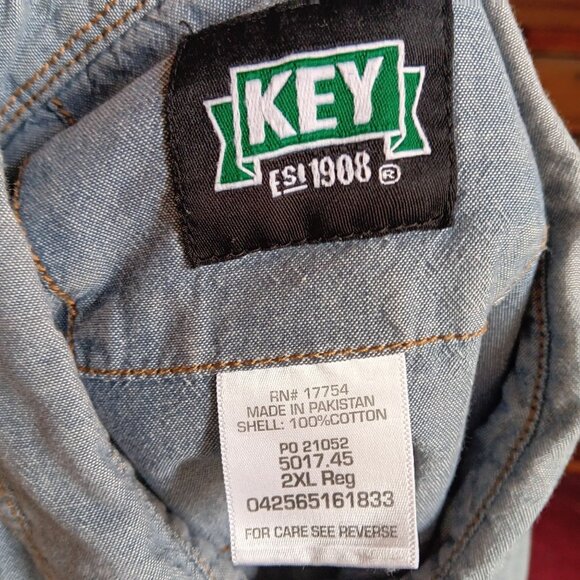 KEY
EST 1908 ®
RN# 17754
MADE IN PAKISTAN
SHELL: 100%COTTON
PO 21052
5017.45
2XL Reg
042565161833
FOR CARE SEE REVERSE